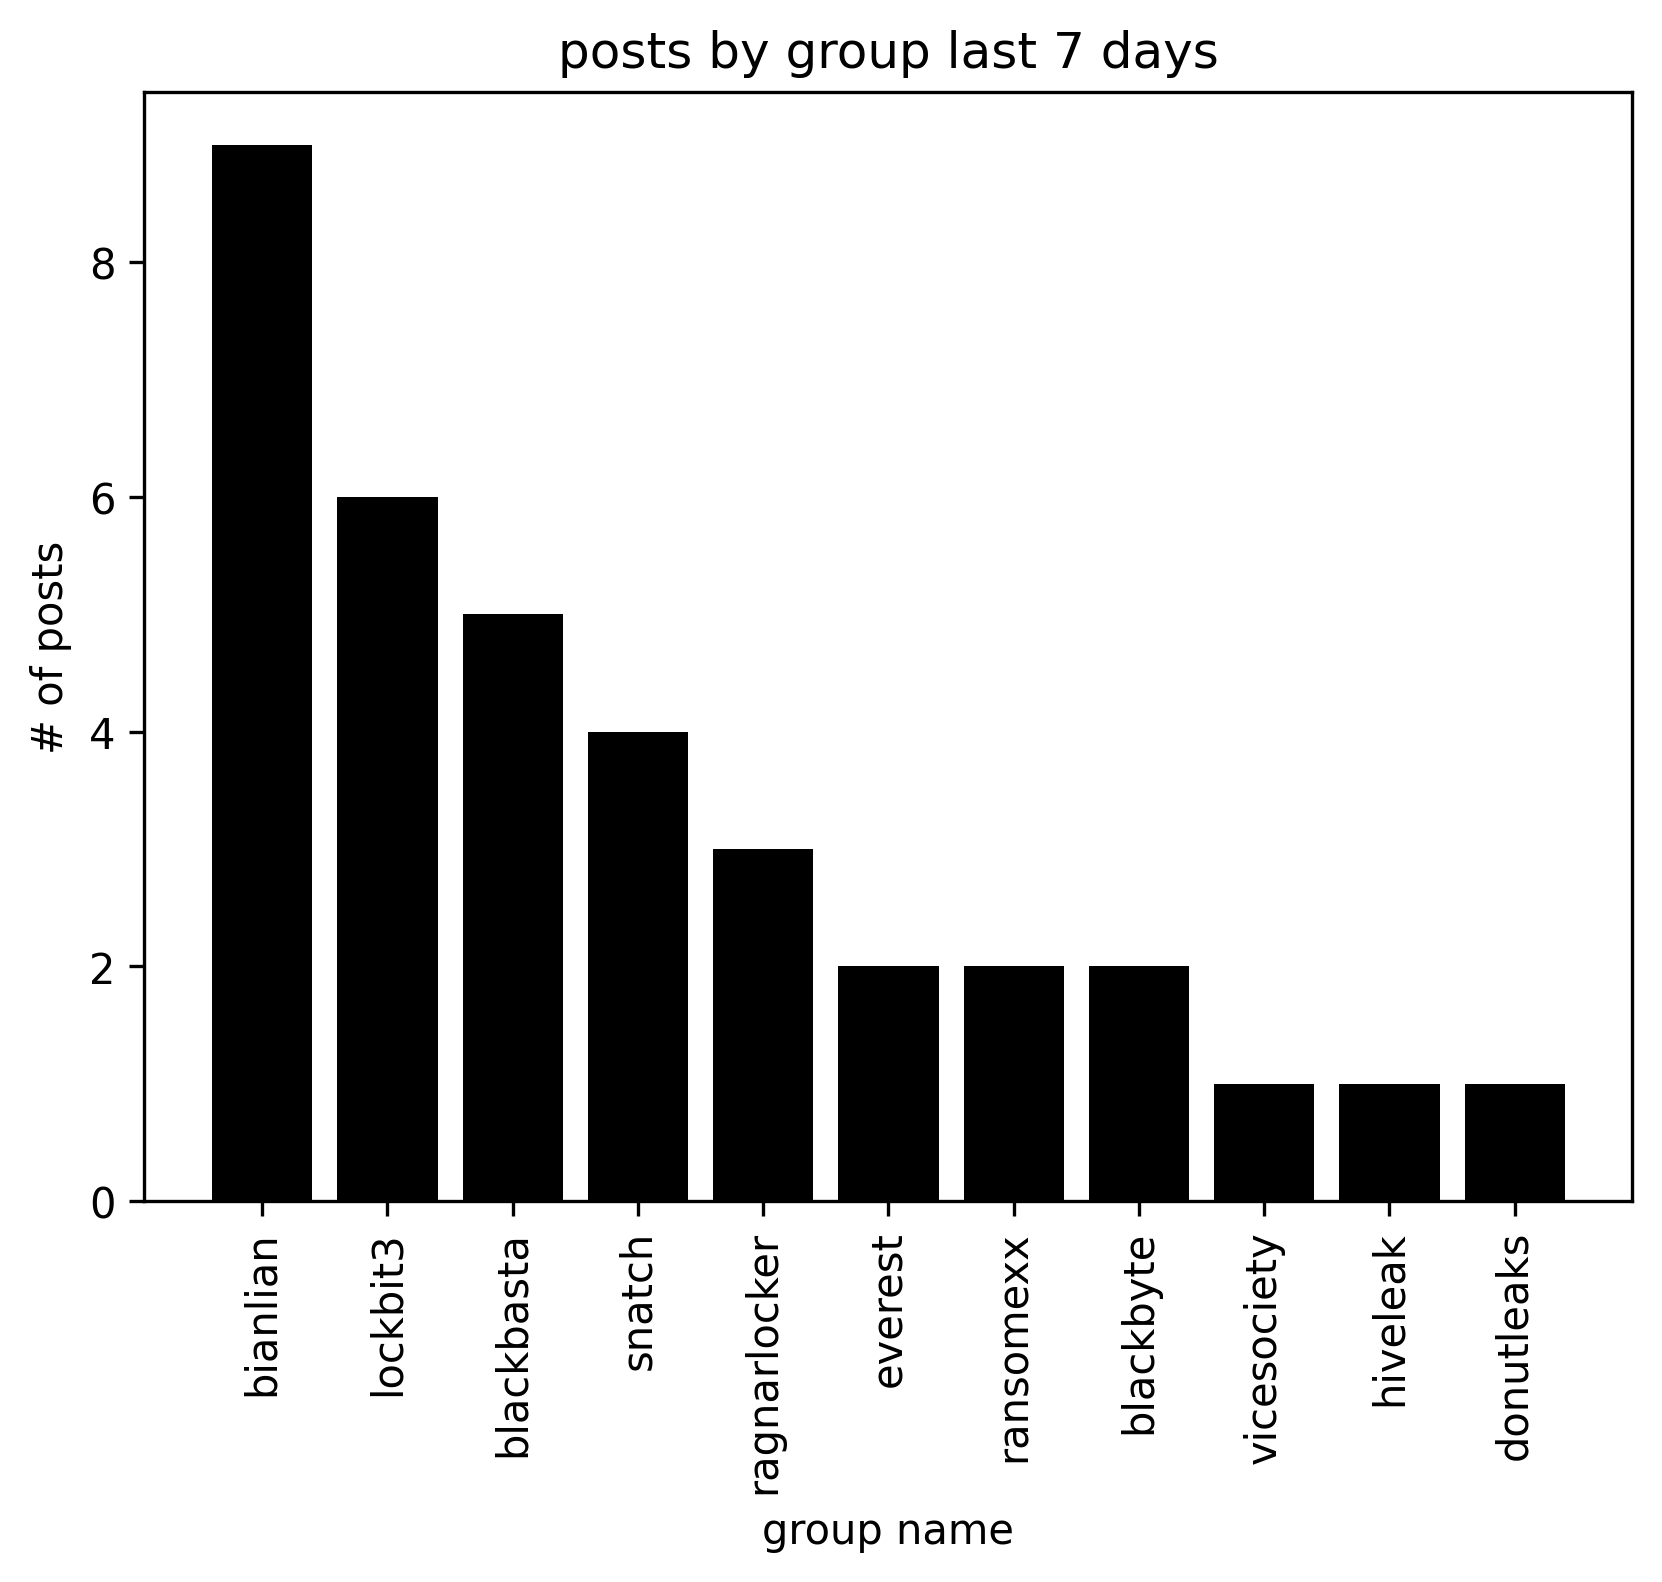 posts by group last 7 days
# of posts
8
6
4
2
0
bianlian
lockbit3
blackbasta
snatch
ragnarlocker
everest
ransomexx
blackbyte
vicesociety
hiveleak
donutleaks
group name